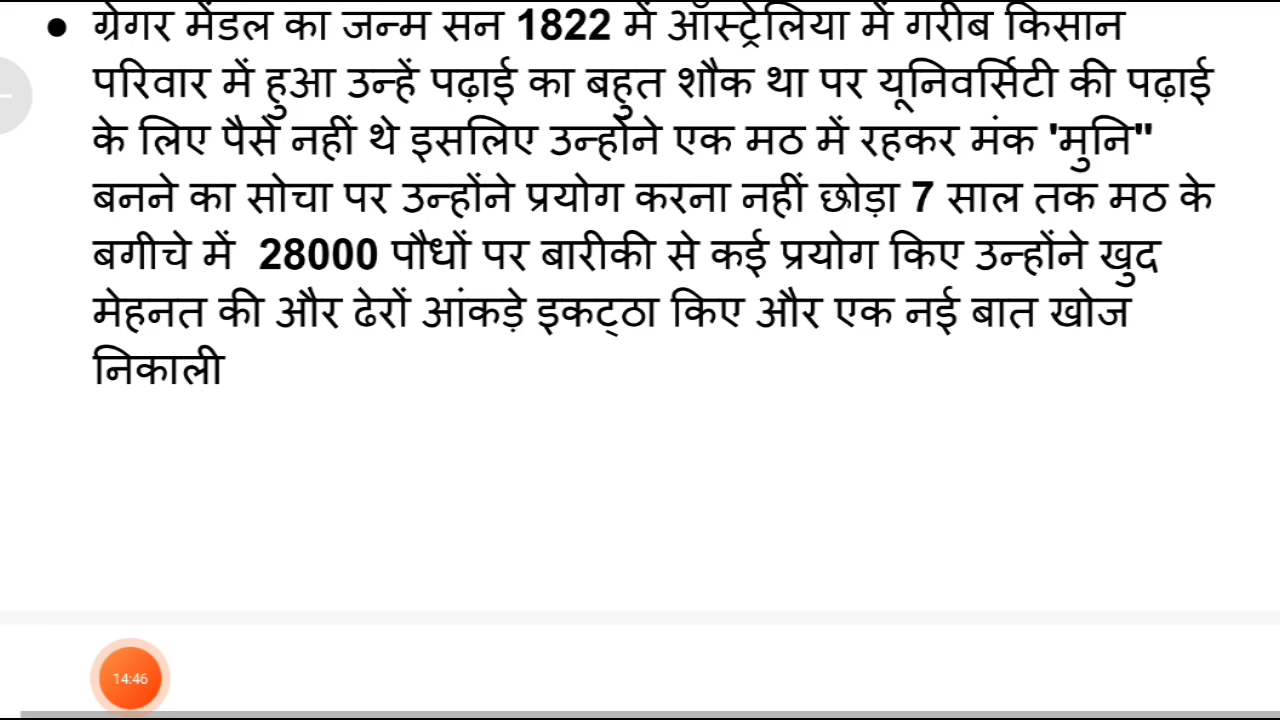 ● ग्रेगर मेंडल का जन्म सन 1822 में ऑस्ट्रेलिया में गरीब किसान
परिवार में हुआ उन्हें पढ़ाई का बहुत शौक था पर यूनिवर्सिटी की पढ़ाई
के लिए पैसे नहीं थे इसलिए उन्होंने एक मठ में रहकर मंक 'मुनि"
बनने का सोचा पर उन्होंने प्रयोग करना नहीं छोड़ा 7 साल तक मठ के
बगीचे में 28000 पौधों पर बारीकी से कई प्रयोग किए उन्होंने खुद
मेहनत की और ढेरों आंकड़े इकट्ठा किए और एक नई बात खोज
निकाली
14:46